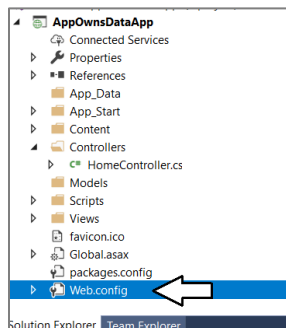 AppOwnsDataApp
Connected Services
Properties
References
App_Data
App_Start
Content
Controllers
C# HomeController.cs
Models
Scripts
Views
favicon.ico
Global.asax
packages.config
Web.config
Solution Explorer Team Explorer